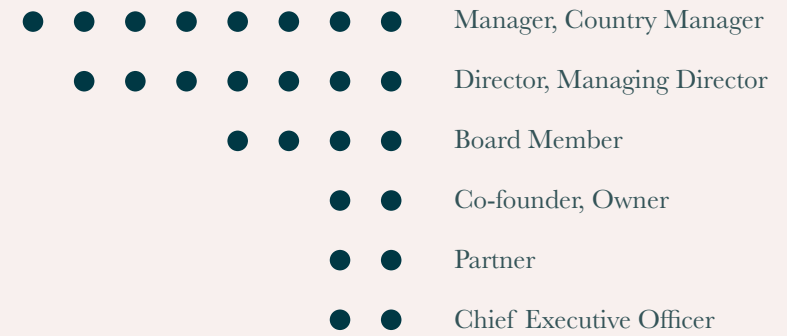 Manager, Country Manager
Director, Managing Director
Board Member
Co-founder, Owner
Partner
Chief Executive Officer